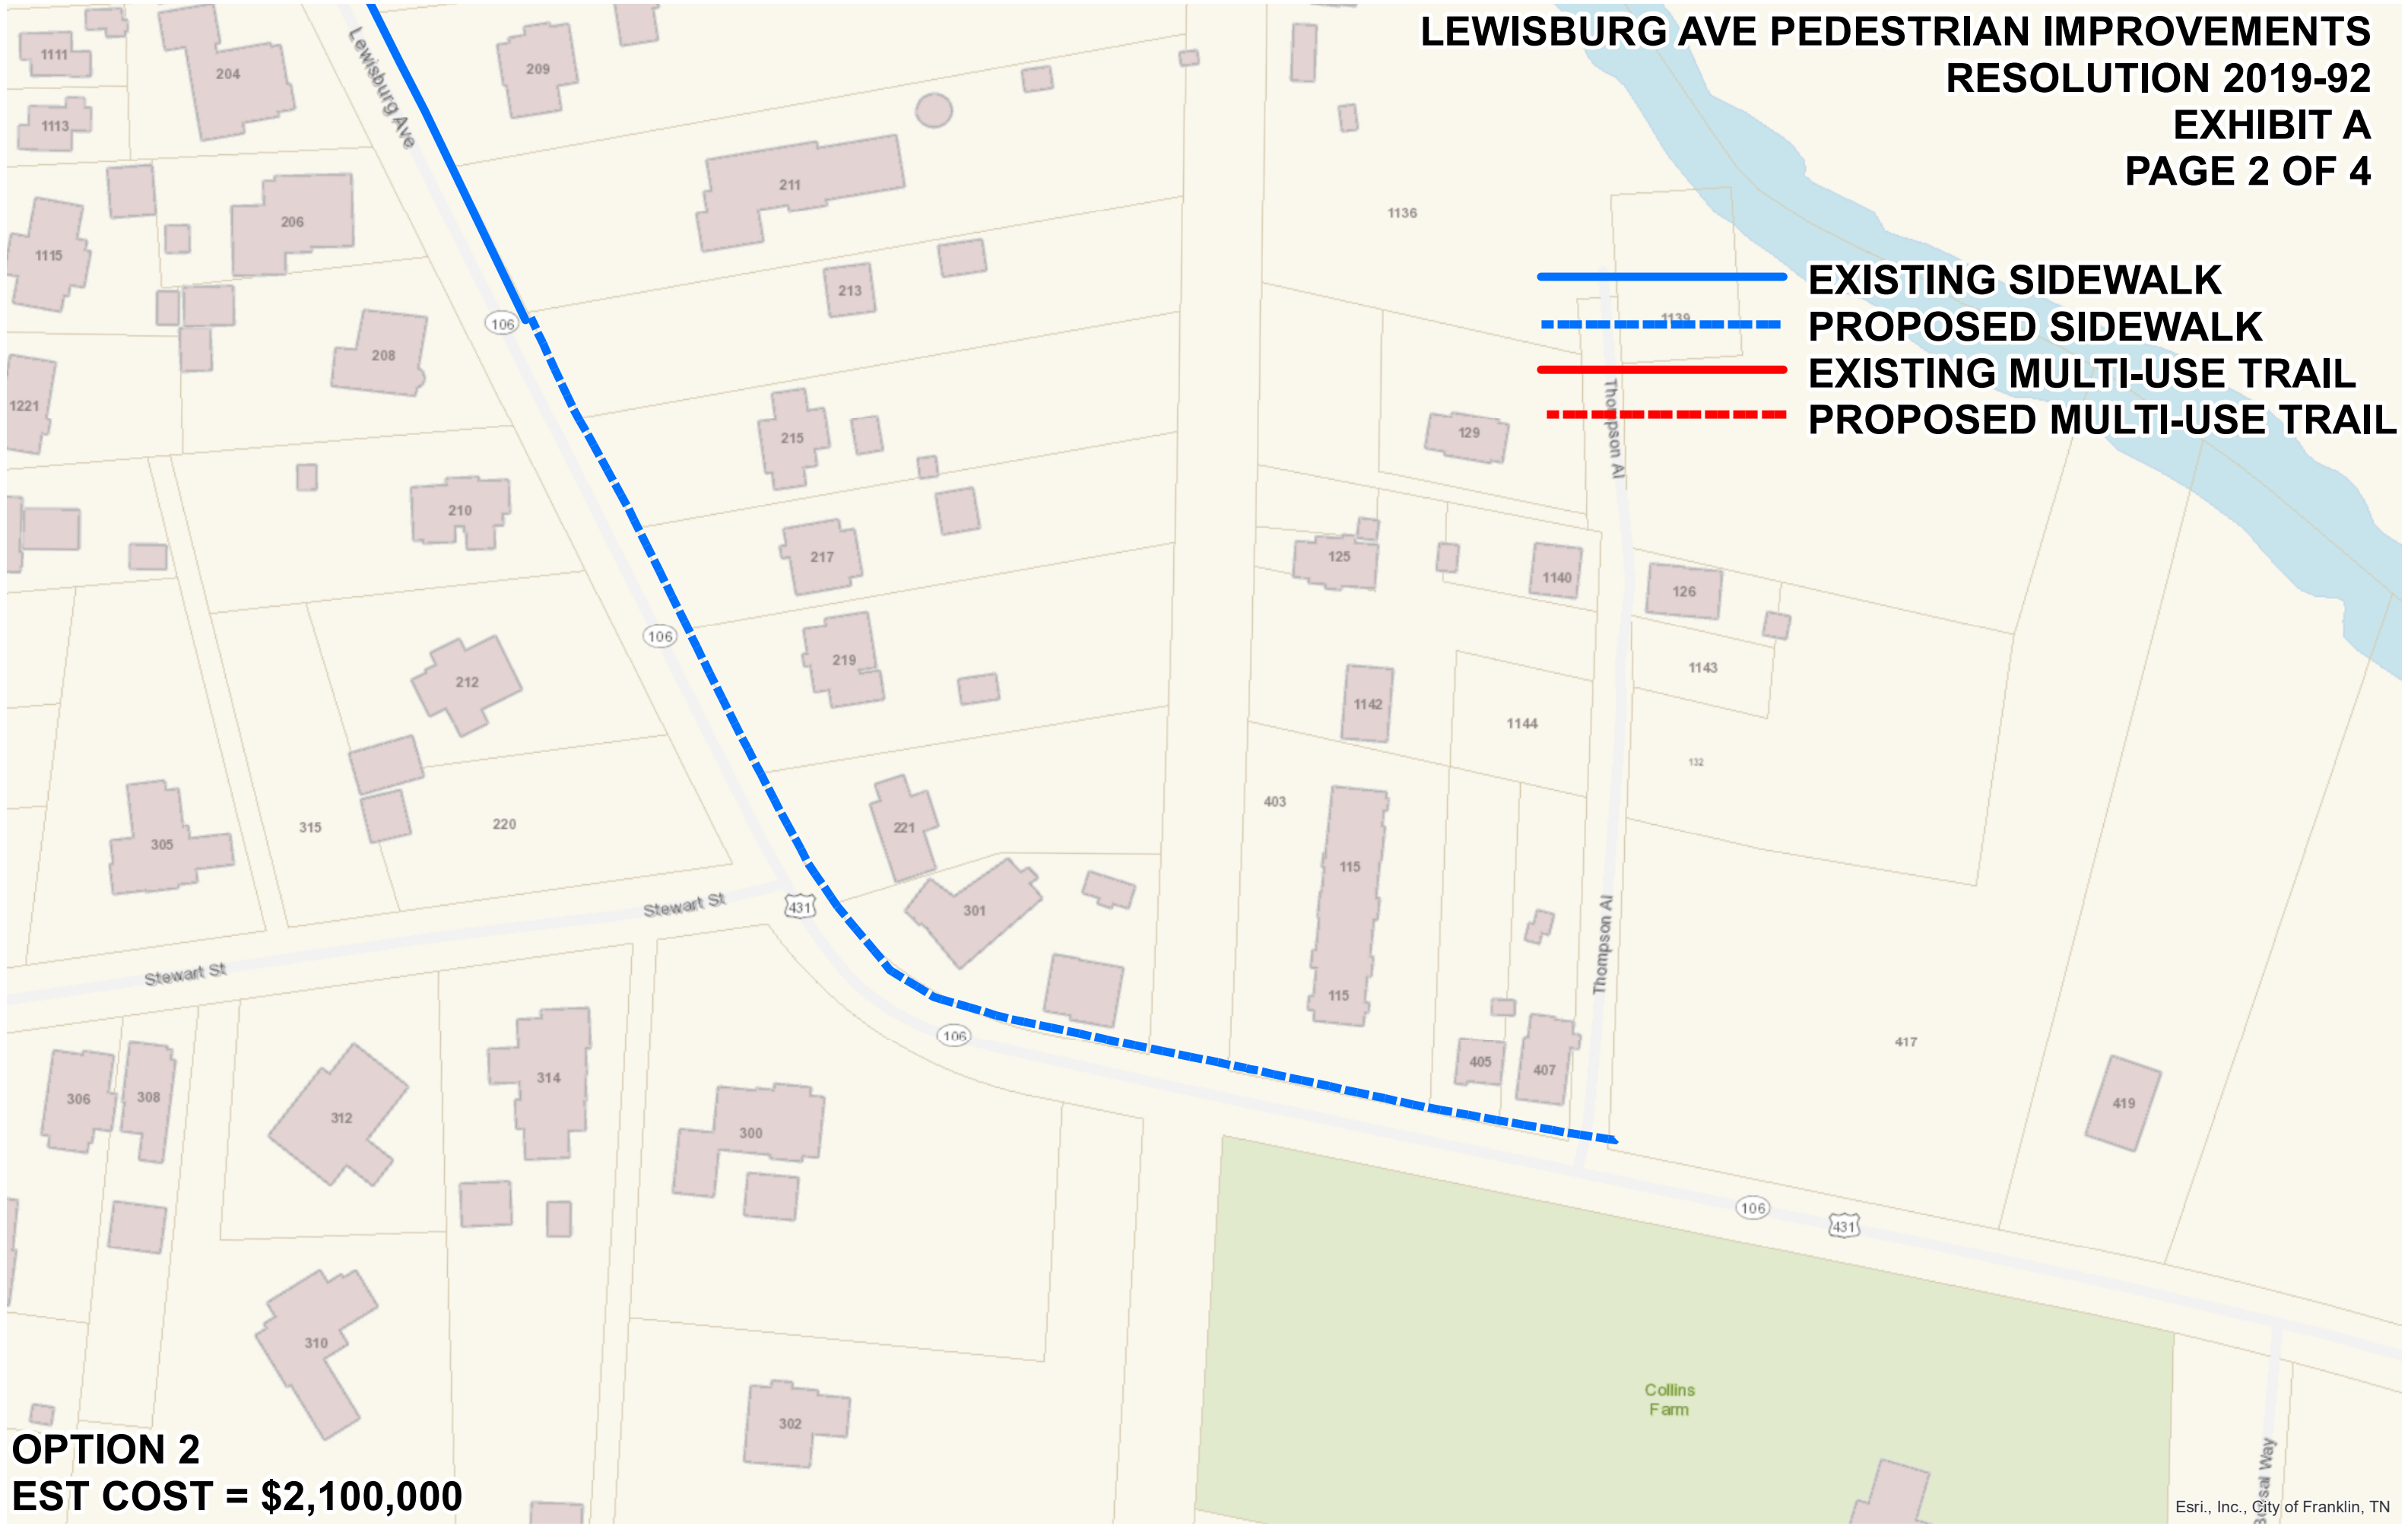 LEWISBURG AVE PEDESTRIAN IMPROVEMENTS
RESOLUTION 2019-92
EXHIBIT A
PAGE 2 OF 4
EXISTING SIDEWALK
PROPOSED SIDEWALK
EXISTING MULTI-USE TRAIL
PROPOSED MULTI-USE TRAIL
Lewisburg Ave
1111
204
209
1113
211
206
1136
1115
213
106
1139
208
1221
Thompson Al
129
215
210
217
125
1140
126
106
219
1143
212
1142
1144
132
403
315
220
221
305
115
Stewart St
431
301
Thompson Al
Stewart St
115
106
417
405
407
314
306
308
312
419
300
106
431
310
Collins
Farm
302
OPTION 2
EST COST = $2,100,000
Way
Esri., Inc., City of Franklin, TN